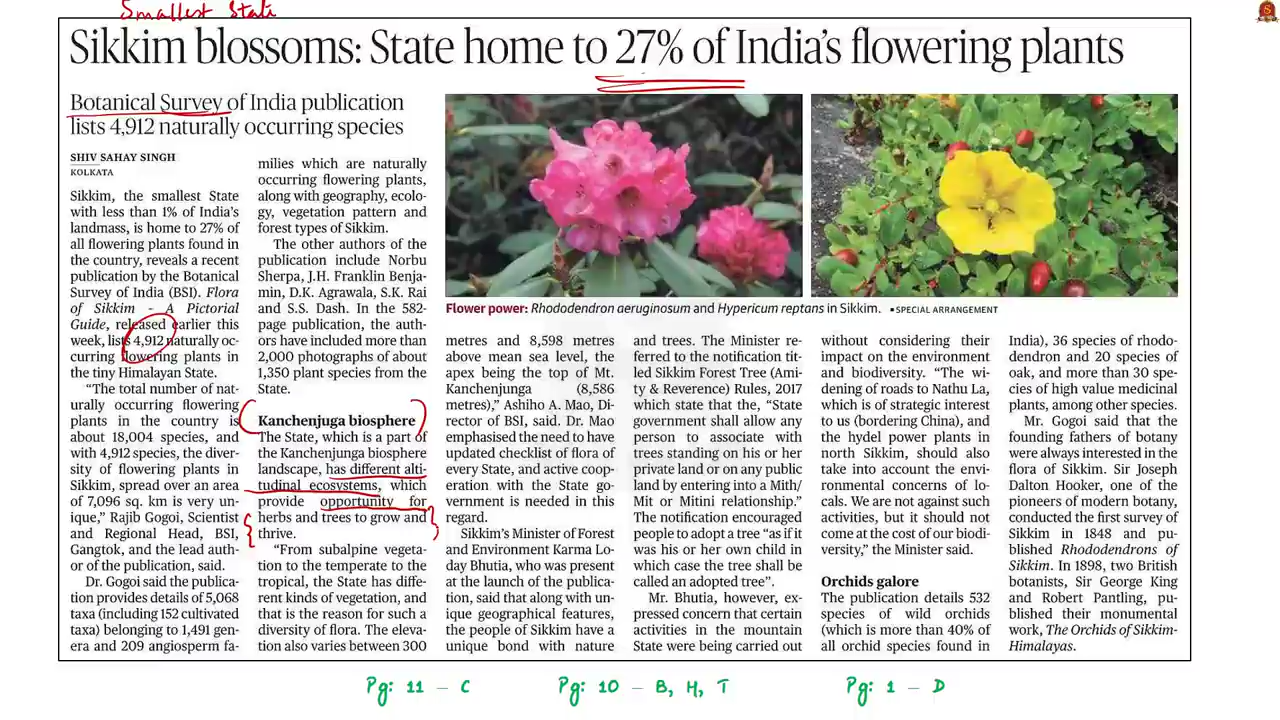 Smallest State
Sikkim blossoms: State home to 27% of India's flowering plants
Botanical Survey of India publication
lists 4,912 naturally occurring species
SHIV SAHAY SINGH
KOLKATA
Sikkim, the smallest State
with less than 1% of India's
landmass, is home to 27% of
all flowering plants found in
the country, reveals a recent
publication by the Botanical
Survey of India (BSI). Flora
of Sikkim - A Pictorial
Guide, released earlier this
week, lists 4,912 naturally oc-
curring flowering plants in
the tiny Himalayan State.
“The total number of nat-
urally occurring flowering
plants in the country is
about 18,004 species, and
with 4,912 species, the diver-
sity of flowering plants in
Sikkim, spread over an area
of 7,096 sq. km is very un-
ique,” Rajib Gogoi, Scientist
and Regional Head, BSI,
Gangtok, and the lead auth-
or of the publication, said.
Dr. Gogoi said the publica-
tion provides details of 5,068
taxa (including 152 cultivated
taxa) belonging to 1,491 gen-
era and 209 angiosperm fa-
milies which are naturally
occurring flowering plants,
along with geography, ecolo-
gy, vegetation pattern and
forest types of Sikkim.
The other authors of the
publication include Norbu
Sherpa, J.H. Franklin Benja-
min, D.K. Agrawala, S.K. Rai
and S.S. Dash. In the 582-
page publication, the auth-
ors have included more than
2,000 photographs of about
1,350 plant species from the
State.
Kanchenjuga biosphere
The State, which is a part of
the Kanchenjunga biosphere
landscape, has different alti-
tudinal ecosystems, which
provide opportunity for
herbs and trees to grow and
thrive.
“From subalpine vegeta-
tion to the temperate to the
tropical, the State has diffe-
rent kinds of vegetation, and
that is the reason for such a
diversity of flora. The eleva-
tion also varies between 300
Flower power: Rhododendron aeruginosum and Hypericum reptans in Sikkim. ▪SPECIAL ARRANGEMENT
metres and 8,598 metres
above mean sea level, the
apex being the top of Mt.
Kanchenjunga (8,586
metres),” Ashiho A. Mao, Di-
rector of BSI, said. Dr. Mao
emphasised the need to have
updated checklist of flora of
every State, and active coop-
eration with the State go-
vernment is needed in this
regard.
Sikkim's Minister of Forest
and Environment Karma Lo-
day Bhutia, who was present
at the launch of the publica-
tion, said that along with un-
ique geographical features,
the people of Sikkim have a
unique bond with nature
and trees. The Minister re-
ferred to the notification tit-
led Sikkim Forest Tree (Ami-
ty & Reverence) Rules, 2017
which state that the, “State
government shall allow any
person to associate with
trees standing on his or her
private land or on any public
land by entering into a Mith/
Mit or Mitini relationship.”
The notification encouraged
people to adopt a tree “as if it
was his or her own child in
which case the tree shall be
called an adopted tree”.
Mr. Bhutia, however, ex-
pressed concern that certain
activities in the mountain
State were being carried out
without considering their
impact on the environment
and biodiversity. “The wi-
dening of roads to Nathu La,
which is of strategic interest
to us (bordering China), and
the hydel power plants in
north Sikkim, should also
take into account the envi-
ronmental concerns of lo-
cals. We are not against such
activities, but it should not
come at the cost of our biodi-
versity,” the Minister said.
Orchids galore
The publication details 532
species of wild orchids
(which is more than 40% of
all orchid species found in
India), 36 species of rhodo-
dendron and 20 species of
oak, and more than 30 spe-
cies of high value medicinal
plants, among other species.
Mr. Gogoi said that the
founding fathers of botany
were always interested in the
flora of Sikkim. Sir Joseph
Dalton Hooker, one of the
pioneers of modern botany,
conducted the first survey of
Sikkim in 1848 and pu-
blished Rhododendrons of
Sikkim. In 1898, two British
botanists, Sir George King
and Robert Pantling, pu-
blished their monumental
work, The Orchids of Sikkim-
Himalayas.
Pg: 11 – C Pg: 10 – B, H, T Pg: 1 – D